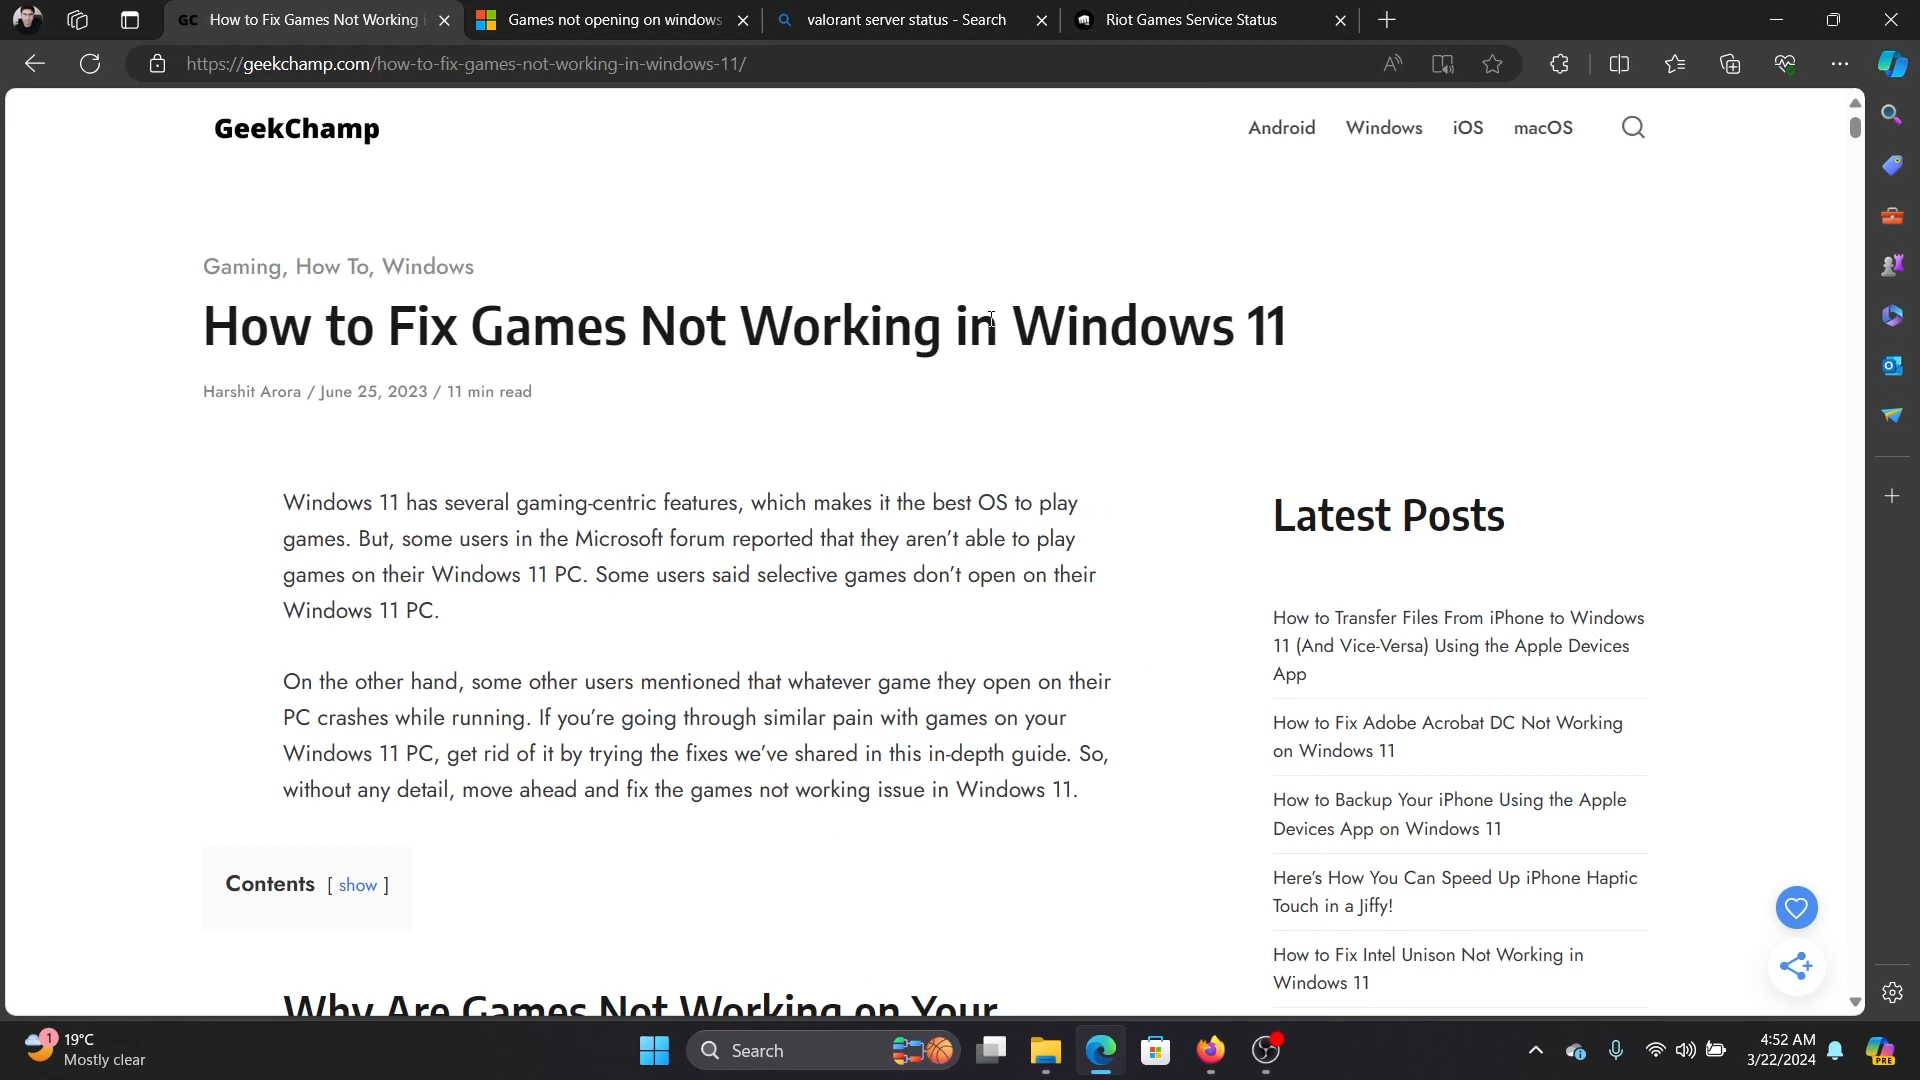 GC How to Fix Games Not Working i
Games not opening on windows
valorant server status - Search
Riot Games Service Status
https://geekchamp.com/how-to-fix-games-not-working-in-windows-11/
GeekChamp
Android Windows iOS macOS
Gaming, How To, Windows
How to Fix Games Not Working in Windows 11
Harshit Arora / June 25, 2023 / 11 min read
Windows 11 has several gaming-centric features, which makes it the best OS to play
games. But, some users in the Microsoft forum reported that they aren't able to play
games on their Windows 11 PC. Some users said selective games don't open on their
Windows 11 PC.
On the other hand, some other users mentioned that whatever game they open on their
PC crashes while running. If you're going through similar pain with games on your
Windows 11 PC, get rid of it by trying the fixes we've shared in this in-depth guide. So,
without any detail, move ahead and fix the games not working issue in Windows 11.
Contents [ show ]
Why Are Games Not Working on Your
Latest Posts
How to Transfer Files From iPhone to Windows
11 (And Vice-Versa) Using the Apple Devices
App
How to Fix Adobe Acrobat DC Not Working
on Windows 11
How to Backup Your iPhone Using the Apple
Devices App on Windows 11
Here's How You Can Speed Up iPhone Haptic
Touch in a Jiffy!
How to Fix Intel Unison Not Working in
Windows 11
1
19°C
Mostly clear
Search
4:52 AM
3/22/2024
PRE